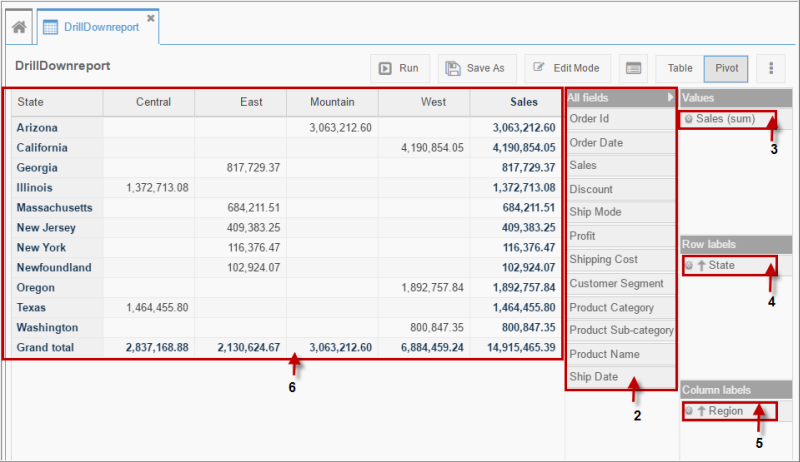 DrillDownreport
DrillDownreport
Run Save As Edit Mode Table Pivot
State Central East Mountain West Sales
Arizona 3,063,212.60 3,063,212.60
California 4,190,854.05 4,190,854.05
Georgia 817,729.37 817,729.37
Illinois 1,372,713.08 1,372,713.08
Massachusetts 684,211.51 684,211.51
New Jersey 409,383.25 409,383.25
New York 116,376.47 116,376.47
Newfoundland 102,924.07 102,924.07
Oregon 1,892,757.84 1,892,757.84
Texas 1,464,455.80 1,464,455.80
Washington 800,847.35 800,847.35
Grand total 2,837,168.88 2,130,624.67 3,063,212.60 6,884,459.24 14,915,465.39
6
All fields
Order Id
Order Date
Sales
Discount
Ship Mode
Profit
Shipping Cost
Customer Segment
Product Category
Product Sub-category
Product Name
Ship Date
2
Values
Sales (sum)
3
Row labels
State
4
Column labels
Region
5